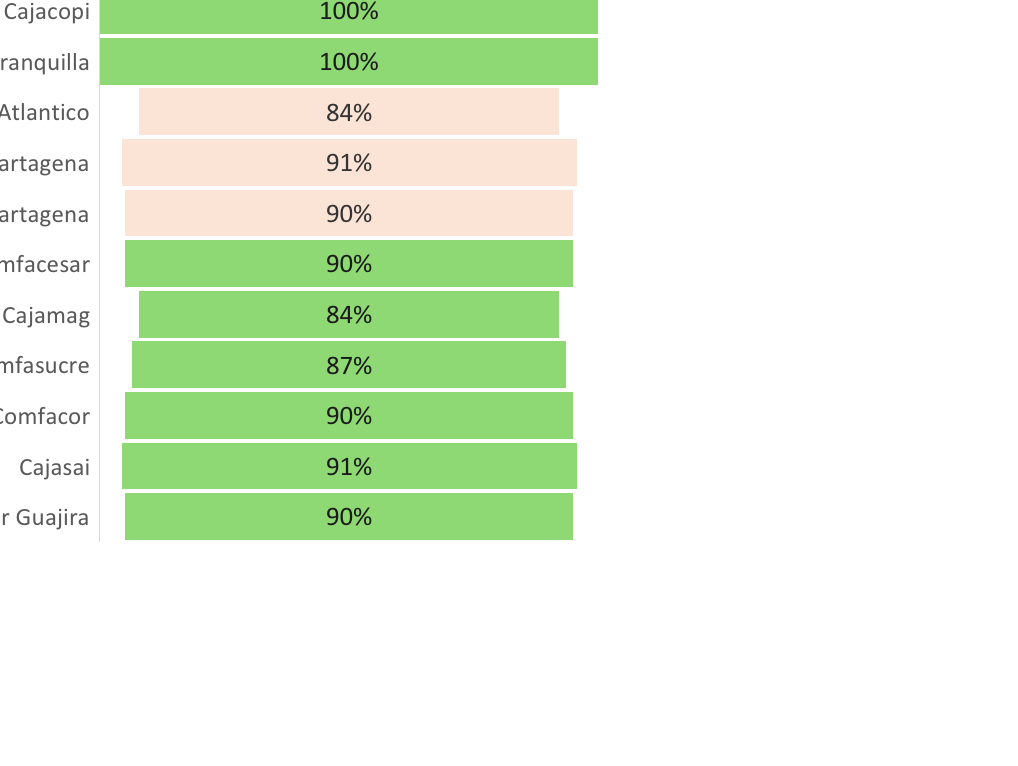 Cajacopi 100%
ranquilla 100%
Atlantico 84%
artagena 91%
artagena 90%
mfacesar 90%
Cajamag 84%
mfasucre 87%
Comfacor 90%
Cajasai 91%
r Guajira 90%